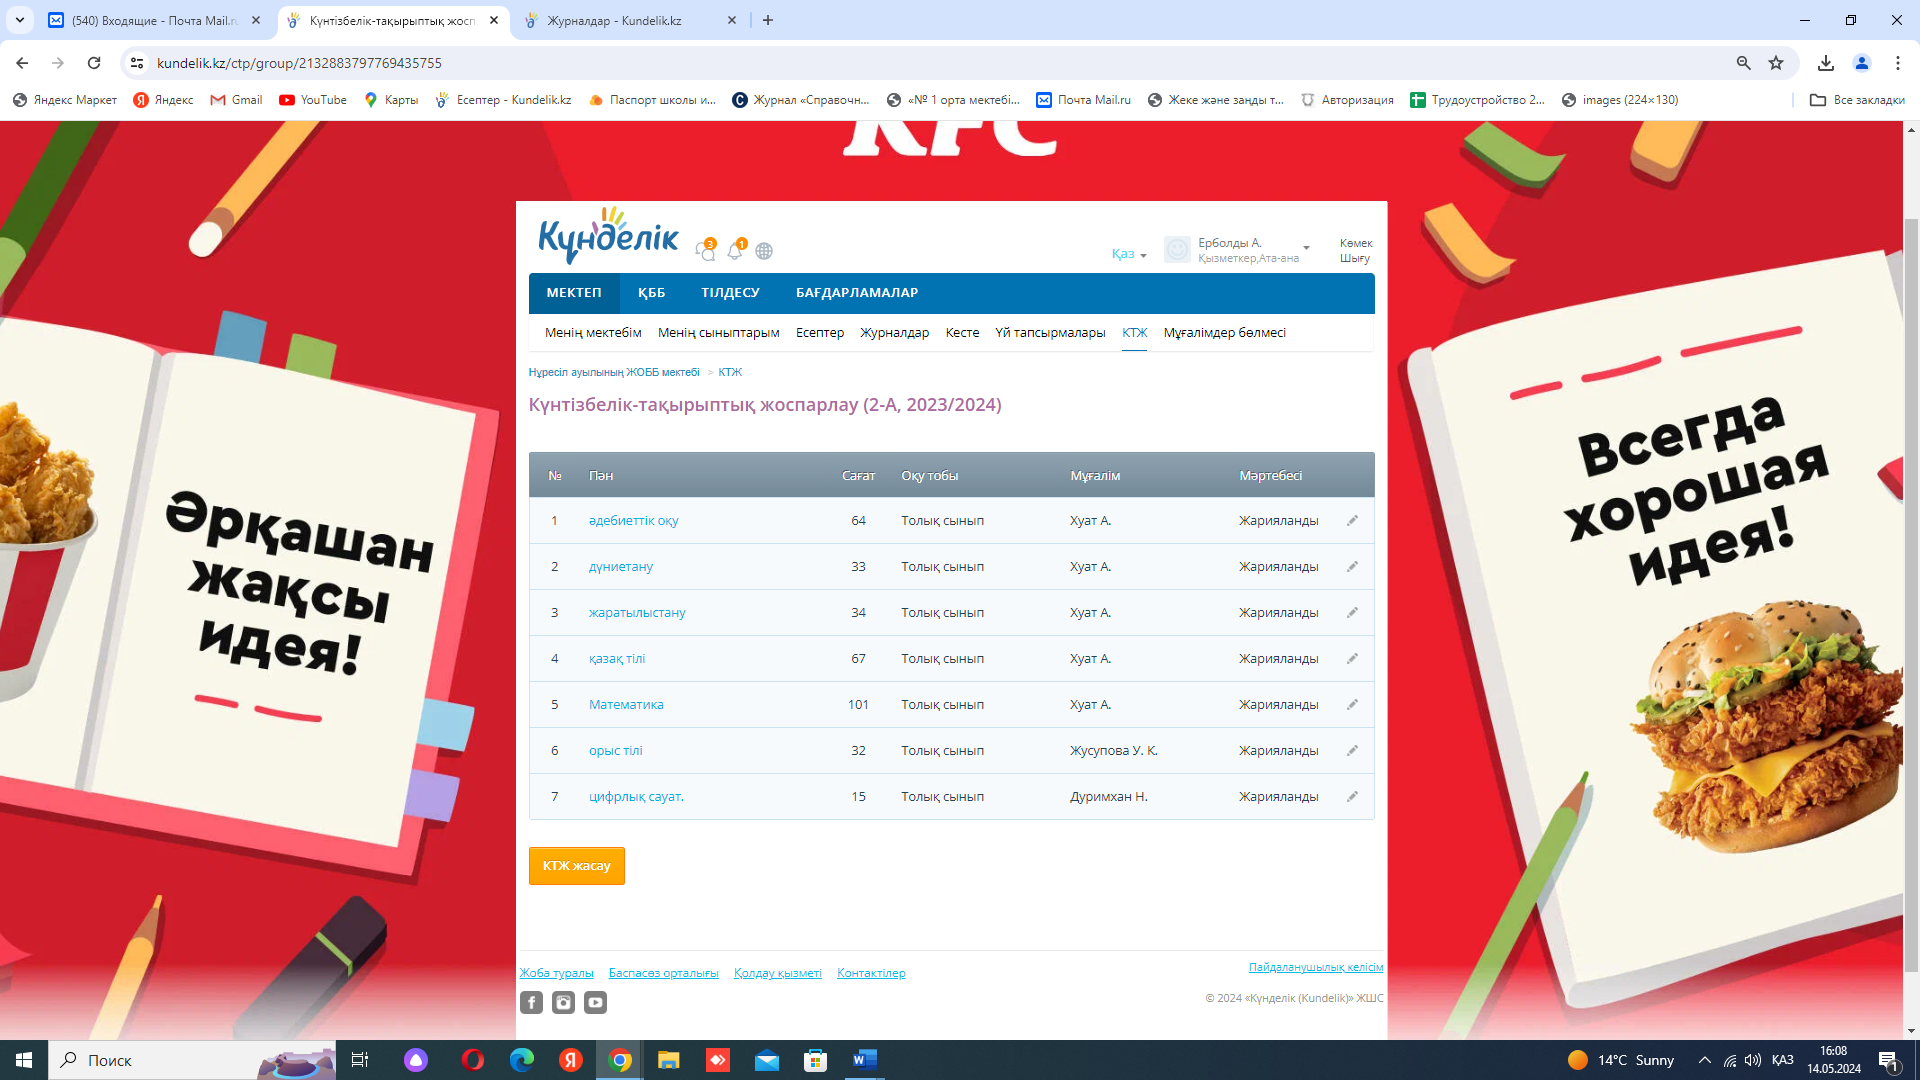 (540) Входящие - Почта Mail.ru
Күнтізбелік-тақырыптық жосп
Журналдар - Kundelik.kz
kundelik.kz/ctp/group/2132883797769435755
Яндекс Маркет
Яндекс
Gmail
YouTube
Карты
Есептер - Kundelik.kz
Паспорт школы и...
Журнал «Справочн...
«№ 1 орта мектебі...
Почта Mail.ru
Жеке және заңды т...
Авторизация
Трудоустройство 2...
images (224×130)
Все закладки
KFC
Күнделік
3
1
Қаз
Ерболды А.
Қызметкер,Ата-ана
Көмек
Шығу
МЕКТЕП ҚББ ТІЛДЕСУ БАҒДАРЛАМАЛАР
Менің мектебім Менің сыныптарым Есептер Журналдар Кесте Үй тапсырмалары КТЖ Мұғалімдер бөлмесі
Нұресіл ауылының ЖОББ мектебі > КТЖ
Күнтізбелік-тақырыптық жоспарлау (2-А, 2023/2024)
№ Пән Сағат Оқу тобы Мұғалім Мәртебесі
1 әдебиеттік оқу 64 Толық сынып Хуат А. Жарияланды
2 дүниетану 33 Толық сынып Хуат А. Жарияланды
3 жаратылыстану 34 Толық сынып Хуат А. Жарияланды
4 қазақ тілі 67 Толық сынып Хуат А. Жарияланды
5 Математика 101 Толық сынып Хуат А. Жарияланды
6 орыс тілі 32 Толық сынып Жусупова У. К. Жарияланды
7 цифрлық сауат. 15 Толық сынып Дуримхан Н. Жарияланды
КТЖ жасау
Жоба туралы Баспасөз орталығы Қолдау қызметі Контактілер
Пайдаланушылық келісім
© 2024 «Күнделік (Kundelik)» ЖШС
Әрқашан
жақсы
идея!
Всегда
хорошая
идея!
Поиск
14°C Sunny
ҚАЗ
16:08
14.05.2024
1